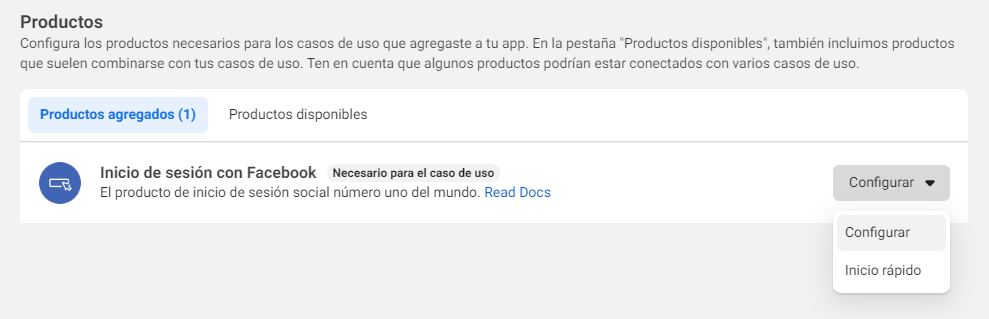 Productos
Configura los productos necesarios para los casos de uso que agregaste a tu app. En la pestaña "Productos disponibles", también incluimos productos
que suelen combinarse con tus casos de uso. Ten en cuenta que algunos productos podrían estar conectados con varios casos de uso.
Productos agregados (1) Productos disponibles
Inicio de sesión con Facebook Necesario para el caso de uso
El producto de inicio de sesión social número uno del mundo. Read Docs
Configurar
Configurar
Inicio rápido